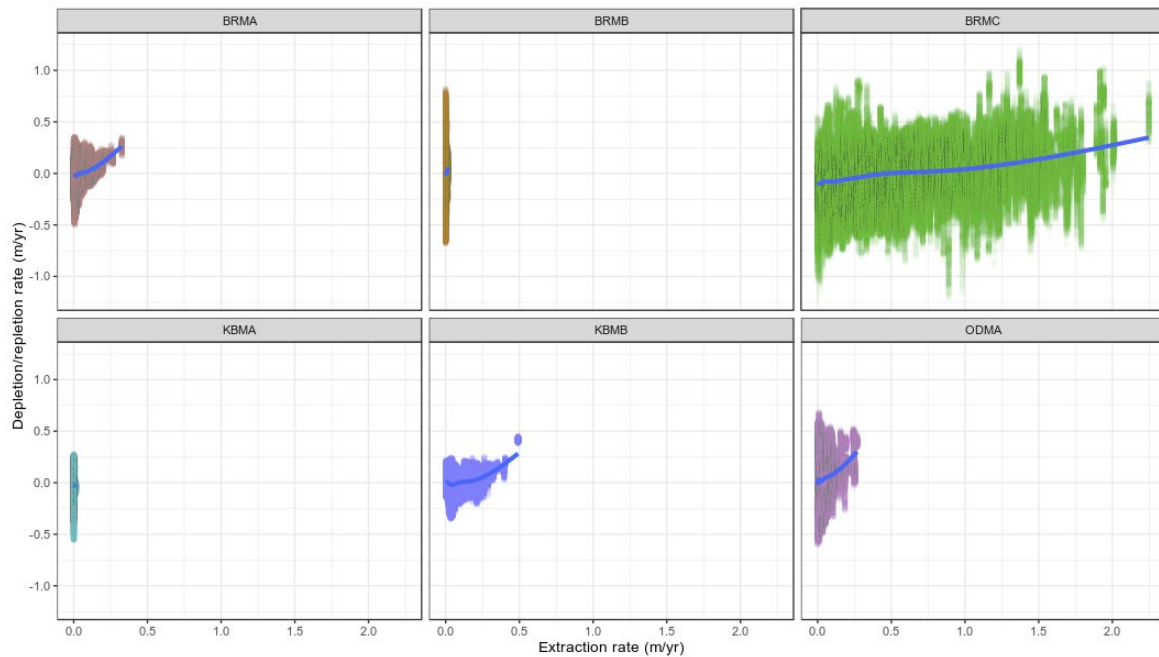 BRMA BRMB BRMC
1.0
0.5
0.0
-0.5
-1.0
KBMA KBMB ODMA
1.0
0.5
0.0
-0.5
-1.0
0.0 0.5 1.0 1.5 2.0 0.0 0.5 1.0 1.5 2.0 0.0 0.5 1.0 1.5 2.0
Extraction rate (m/yr)
Depletion/repletion rate (m/yr)